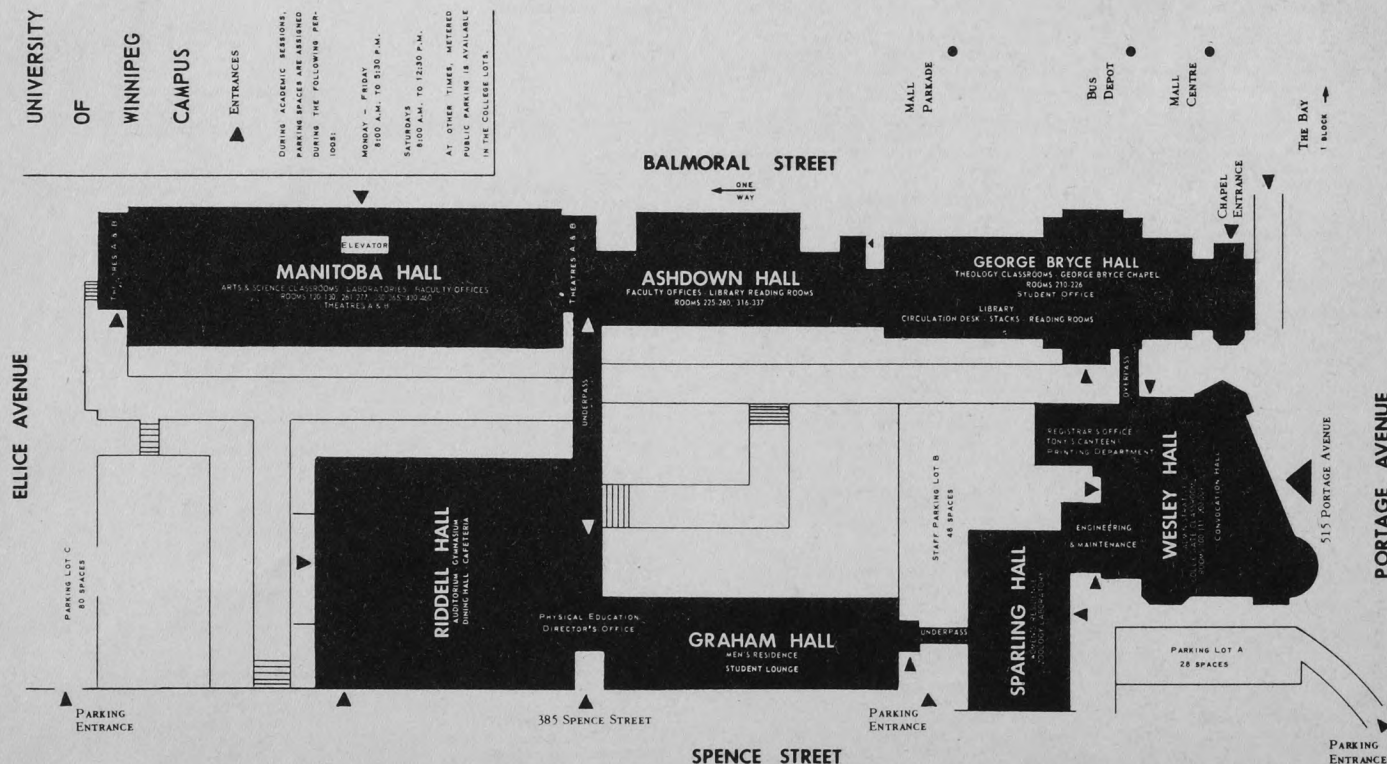 UNIVERSITY
OF
WINNIPEG
CAMPUS
ENTRANCES
DURING ACADEMIC SESSIONS,
PARKING SPACES ARE ASSIGNED
DURING THE FOLLOWING PER-
IODS:
MONDAY - FRIDAY
8:00 A.M. TO 5:30 P.M.
SATURDAYS
8:00 A.M. TO 12:30 P.M.
AT OTHER TIMES, METERED
PUBLIC PARKING IS AVAILABLE
IN THE COLLEGE LOTS.
MALL
PARKADE
BUS
DEPOT
MALL
CENTRE
THE BAY
1 BLOCK
BALMORAL STREET
ONE
WAY
CHAPEL
ENTRANCE
THEATRES A & B
ELEVATOR
MANITOBA HALL
ARTS & SCIENCE CLASSROOMS LABORATORIES FACULTY OFFICES
ROOMS 120-130,
THEATRES A & B
THEATRES A & B
ASHDOWN HALL
FACULTY OFFICES - LIBRARY READING ROOMS
ROOMS 225-260, 316-337
GEORGE BRYCE HALL
THEOLOGY CLASSROOMS - GEORGE BRYCE CHAPEL
ROOMS 210-226
STUDENT OFFICE
LIBRARY
CIRCULATION DESK - STACKS - READING ROOMS
ELLICE AVENUE
UNDERPASS
OVERPASS
REGISTRAR'S OFFICE
TONY'S CANTEEN
PRINTING DEPARTMENT
WESLEY HALL
CONVOCATION HALL
515 PORTAGE AVENUE
PORTAGE AVENUE
PARKING LOT C
80 SPACES
RIDDELL HALL
AUDITORIUM - GYMNASIUM
DINING HALL - CAFETERIA
STAFF PARKING LOT B
48 SPACES
ENGINEERING
& MAINTENANCE
PHYSICAL EDUCATION
DIRECTOR'S OFFICE
GRAHAM HALL
MEN'S RESIDENCE
STUDENT LOUNGE
UNDERPASS
SPARLING HALL
WOMEN'S RESIDENCE
ZOOLOGY LABORATORY
PARKING LOT A
28 SPACES
PARKING
ENTRANCE
385 SPENCE STREET
PARKING
ENTRANCE
SPENCE STREET
PARKING
ENTRANCE